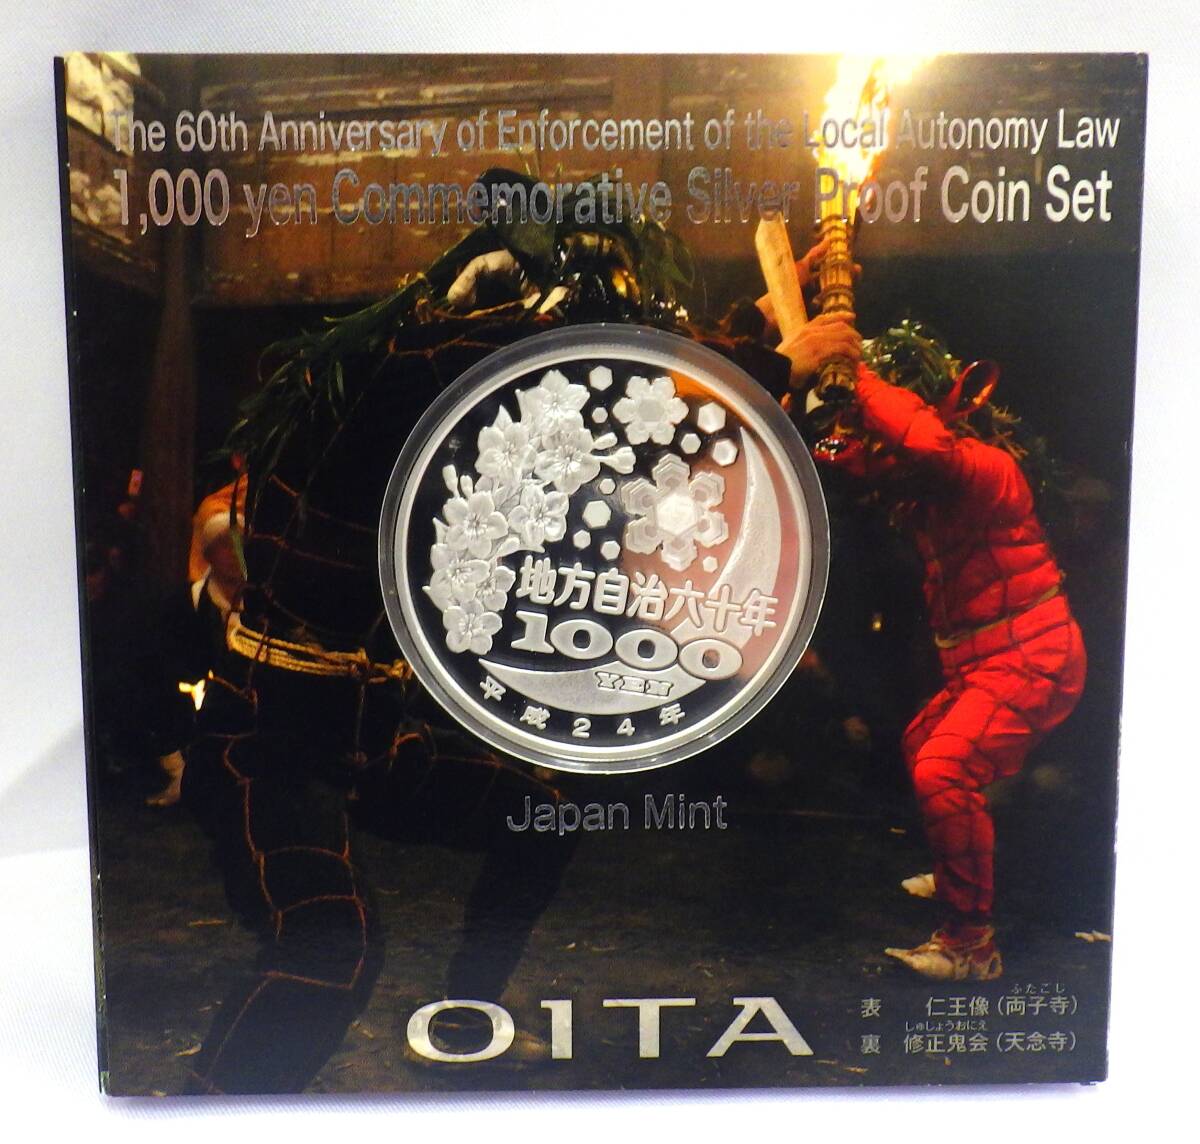 The 60th Anniversary of Enforcement of the Local Autonomy Law
1,000 yen Commemorative Silver Proof Coin Set
地方自治六十年
1000
YEN
平成24年
Japan Mint
OITA
ふたごじ
表 仁王像（両子寺）
しゅしょうおにえ
裏 修正鬼会（天念寺）